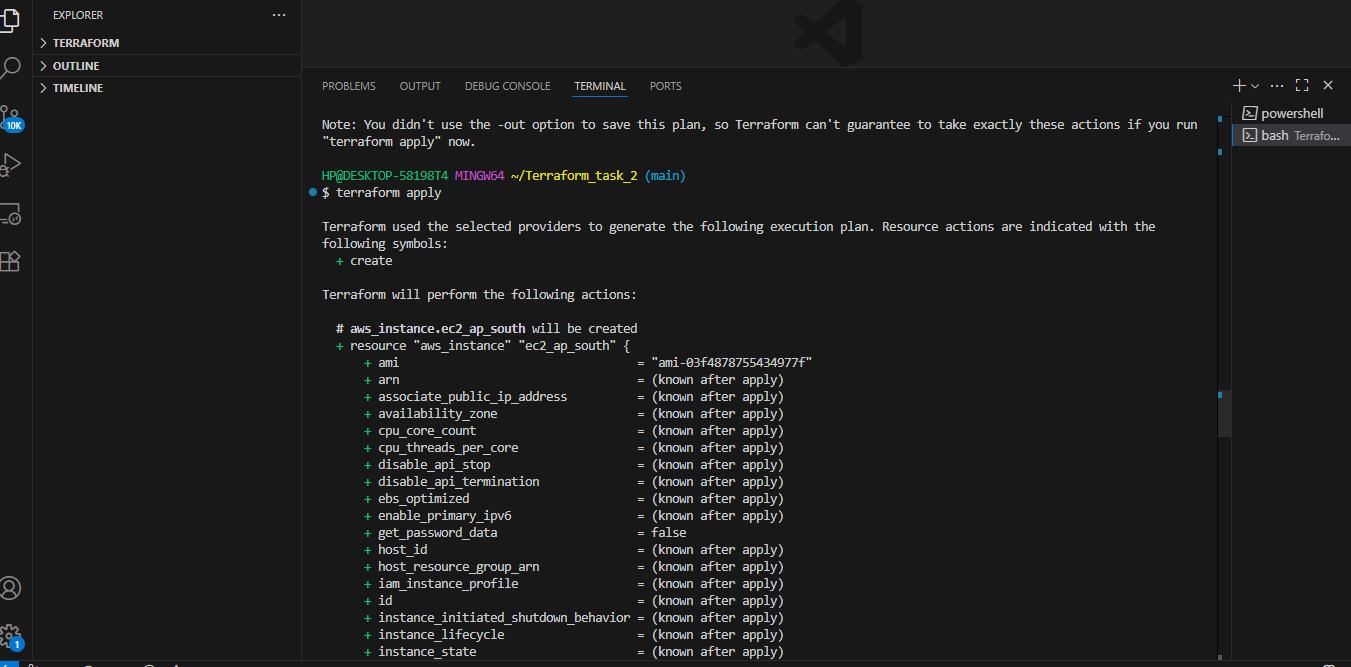 EXPLORER
TERRAFORM
OUTLINE
TIMELINE
10K
1
PROBLEMS OUTPUT DEBUG CONSOLE TERMINAL PORTS
Note: You didn't use the -out option to save this plan, so Terraform can't guarantee to take exactly these actions if you run
"terraform apply" now.
HP@DESKTOP-58198T4 MINGW64 ~/Terraform_task_2 (main)
$ terraform apply
Terraform used the selected providers to generate the following execution plan. Resource actions are indicated with the
following symbols:
+ create
Terraform will perform the following actions:
# aws_instance.ec2_ap_south will be created
+ resource "aws_instance" "ec2_ap_south" {
+ ami = "ami-03f4878755434977f"
+ arn = (known after apply)
+ associate_public_ip_address = (known after apply)
+ availability_zone = (known after apply)
+ cpu_core_count = (known after apply)
+ cpu_threads_per_core = (known after apply)
+ disable_api_stop = (known after apply)
+ disable_api_termination = (known after apply)
+ ebs_optimized = (known after apply)
+ enable_primary_ipv6 = (known after apply)
+ get_password_data = false
+ host_id = (known after apply)
+ host_resource_group_arn = (known after apply)
+ iam_instance_profile = (known after apply)
+ id = (known after apply)
+ instance_initiated_shutdown_behavior = (known after apply)
+ instance_lifecycle = (known after apply)
+ instance_state = (known after apply)
powershell
bash Terrafo...